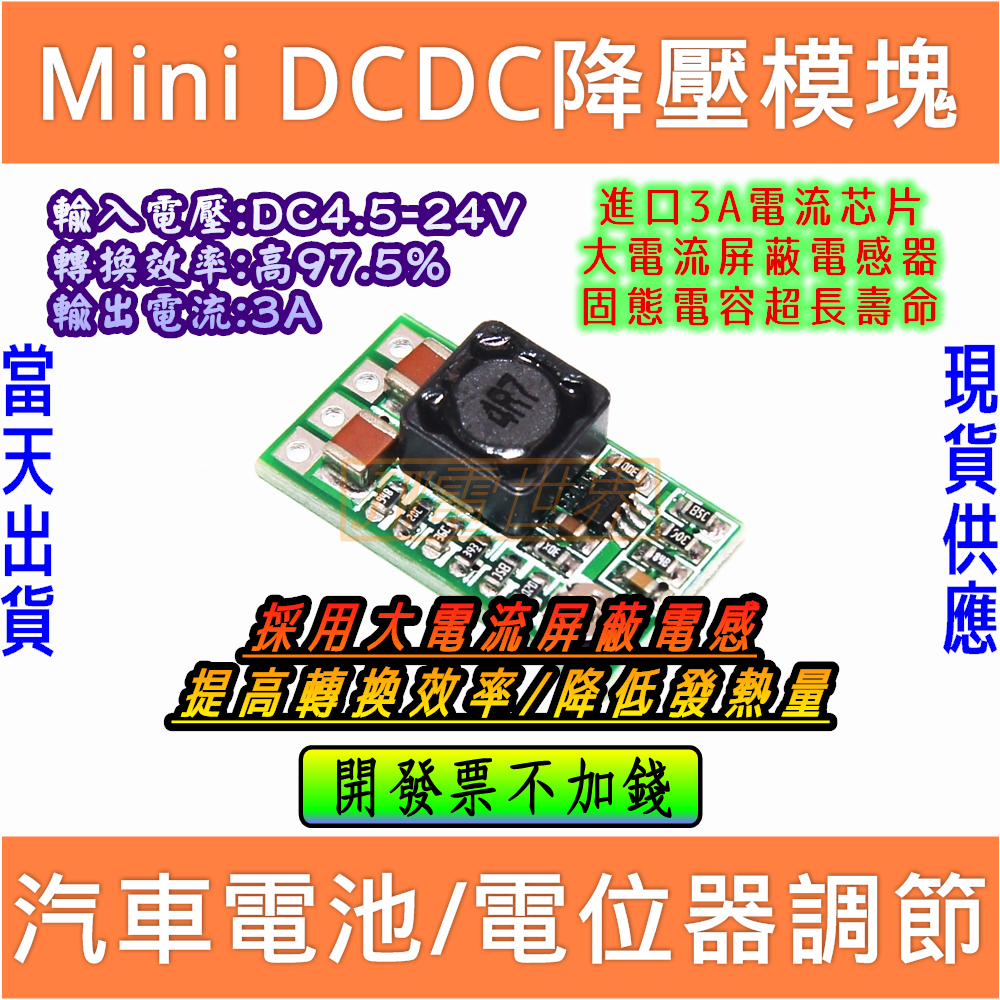 Mini DCDC降壓模塊
輸入電壓:DC4.5-24V
轉換效率:高97.5%
輸出電流:3A
進口3A電流芯片
大電流屏蔽電感器
固態電容超長壽命
當天出貨
現貨供應
4R7
採用大電流屏蔽電感
提高轉換效率/降低發熱量
開發票不加錢
汽車電池/電位器調節